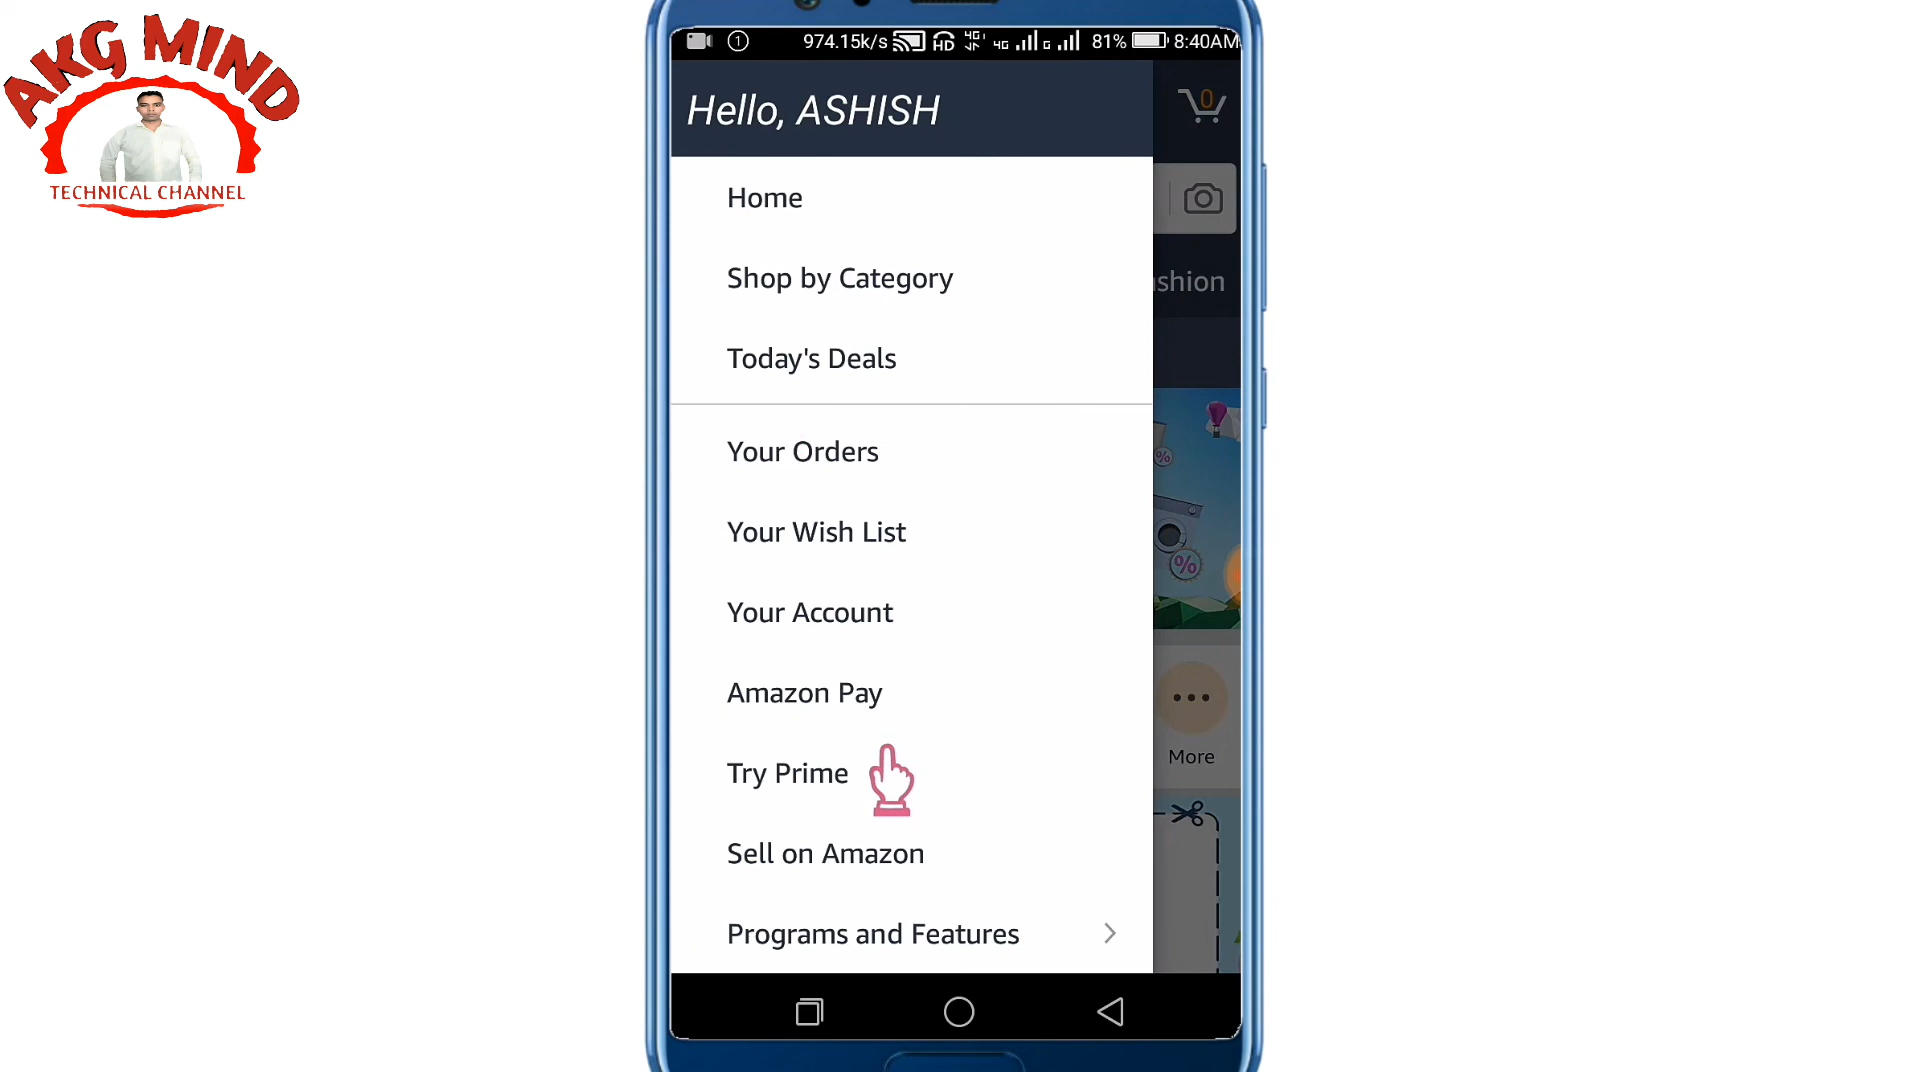 AKG MIND
TECHNICAL CHANNEL
1 974.15k/s HD 4G 4G G 81% 8:40AM
Hello, ASHISH
0
Home
Shop by Category
shion
Today's Deals
Your Orders
%
Your Wish List
%
Your Account
Amazon Pay
More
Try Prime
Sell on Amazon
Programs and Features